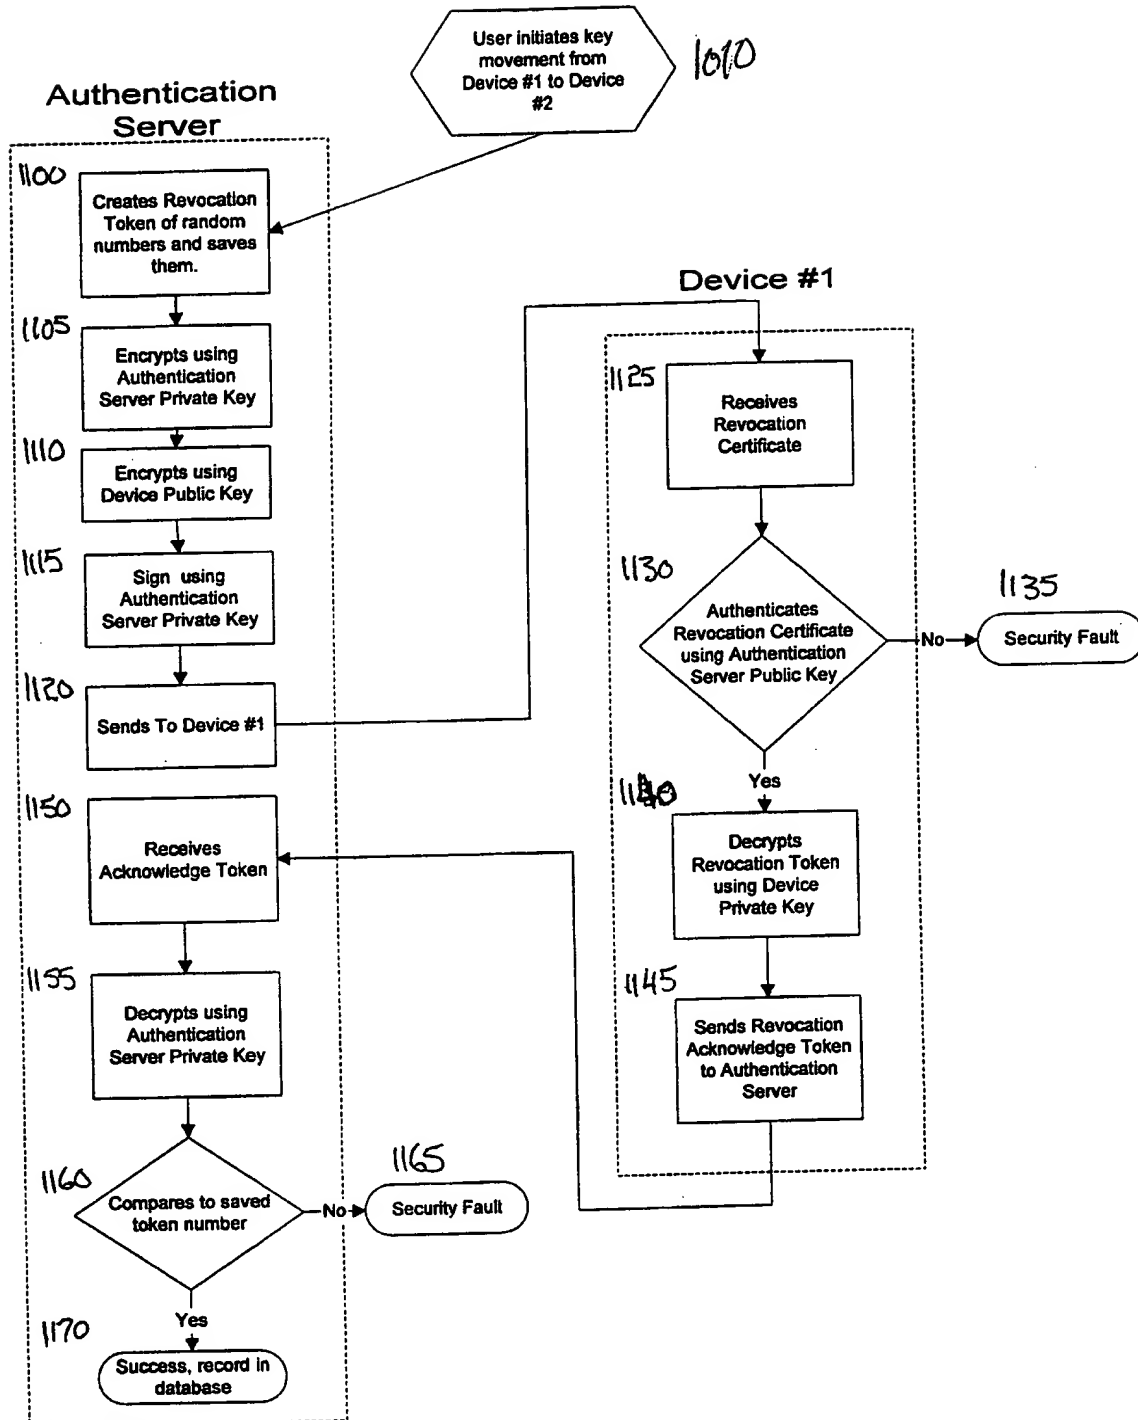 User initiates key
movement from
Device #1 to Device
#2
1010
Authentication
Server
1100
Creates Revocation
Token of random
numbers and saves
them.
1105
Encrypts using
Authentication
Server Private Key
1110
Encrypts using
Device Public Key
1115
Sign using
Authentication
Server Private Key
1120
Sends To Device #1
Device #1
1125
Receives
Revocation
Certificate
1130
Authenticates
Revocation Certificate
using Authentication
Server Public Key
No
1135
Security Fault
Yes
1140
Decrypts
Revocation Token
using Device
Private Key
1145
Sends Revocation
Acknowledge Token
to Authentication
Server
1150
Receives
Acknowledge Token
1155
Decrypts using
Authentication
Server Private Key
1160
Compares to saved
token number
No
1165
Security Fault
Yes
1170
Success, record in
database